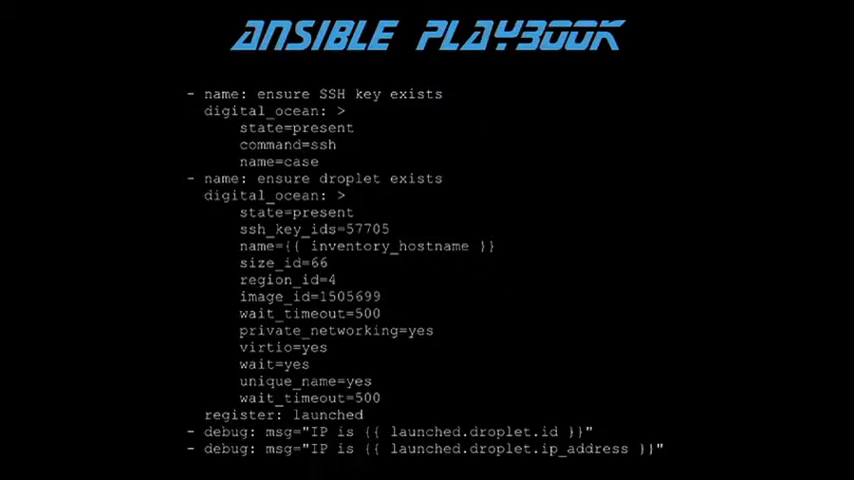 ANSIBLE PLAYBOOK
- name: ensure SSH key exists
  digital_ocean: >
      state=present
      command=ssh
      name=case
- name: ensure droplet exists
  digital_ocean: >
      state=present
      ssh_key_ids=57705
      name={{ inventory_hostname }}
      size_id=66
      region_id=4
      image_id=1505699
      wait_timeout=500
      private_networking=yes
      virtio=yes
      wait=yes
      unique_name=yes
      wait_timeout=500
  register: launched
- debug: msg="IP is {{ launched.droplet.id }}"
- debug: msg="IP is {{ launched.droplet.ip_address }}"